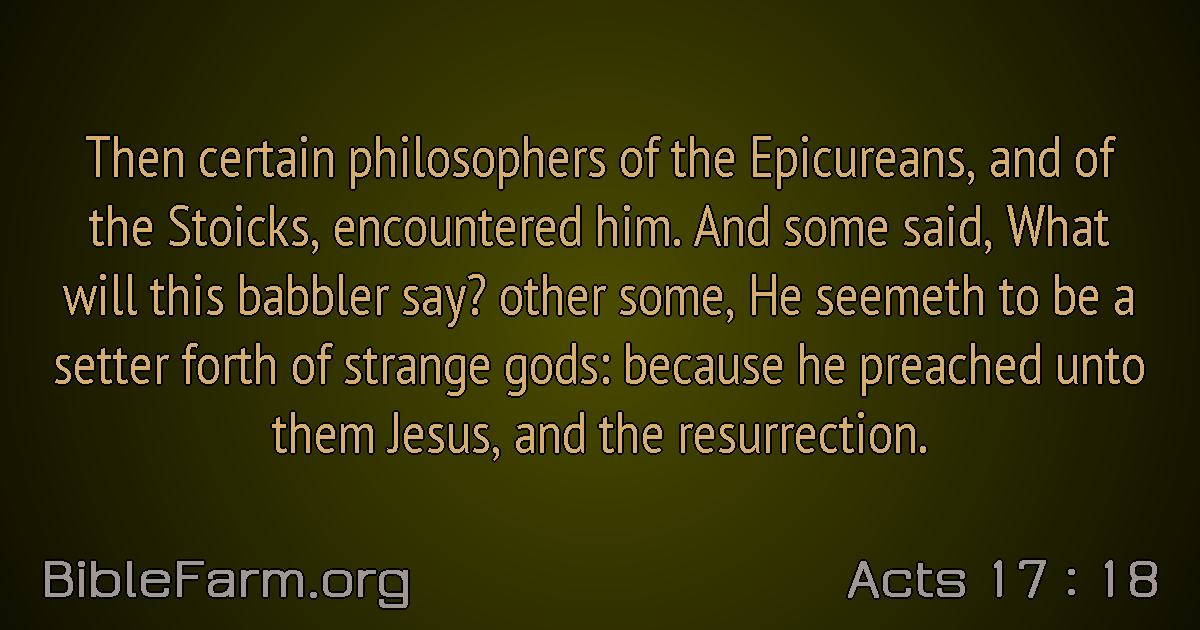 Then certain philosophers of the Epicureans, and of
the Stoicks, encountered him. And some said, What
will this babbler say? other some, He seemeth to be a
setter forth of strange gods: because he preached unto
them Jesus, and the resurrection.
BibleFarm.org
Acts 17 : 18